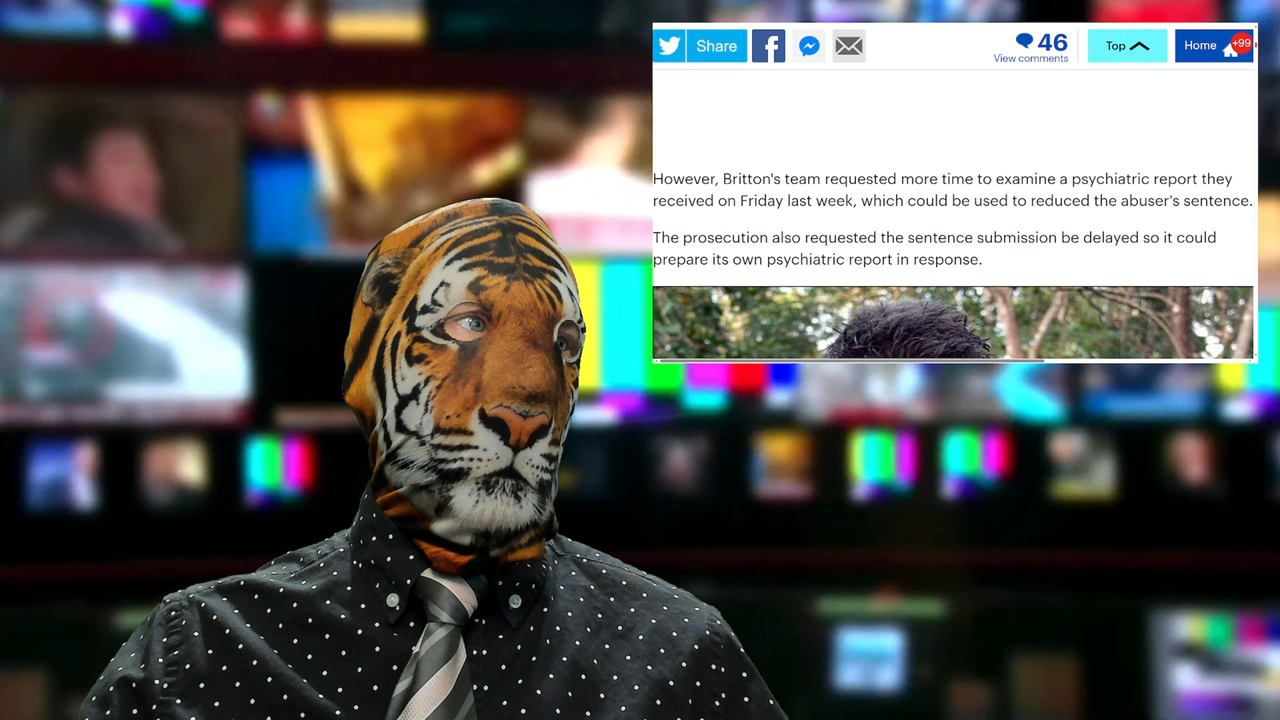 Share
46
View comments
Top
Home
+99
However, Britton's team requested more time to examine a psychiatric report they
received on Friday last week, which could be used to reduced the abuser's sentence.
The prosecution also requested the sentence submission be delayed so it could
prepare its own psychiatric report in response.